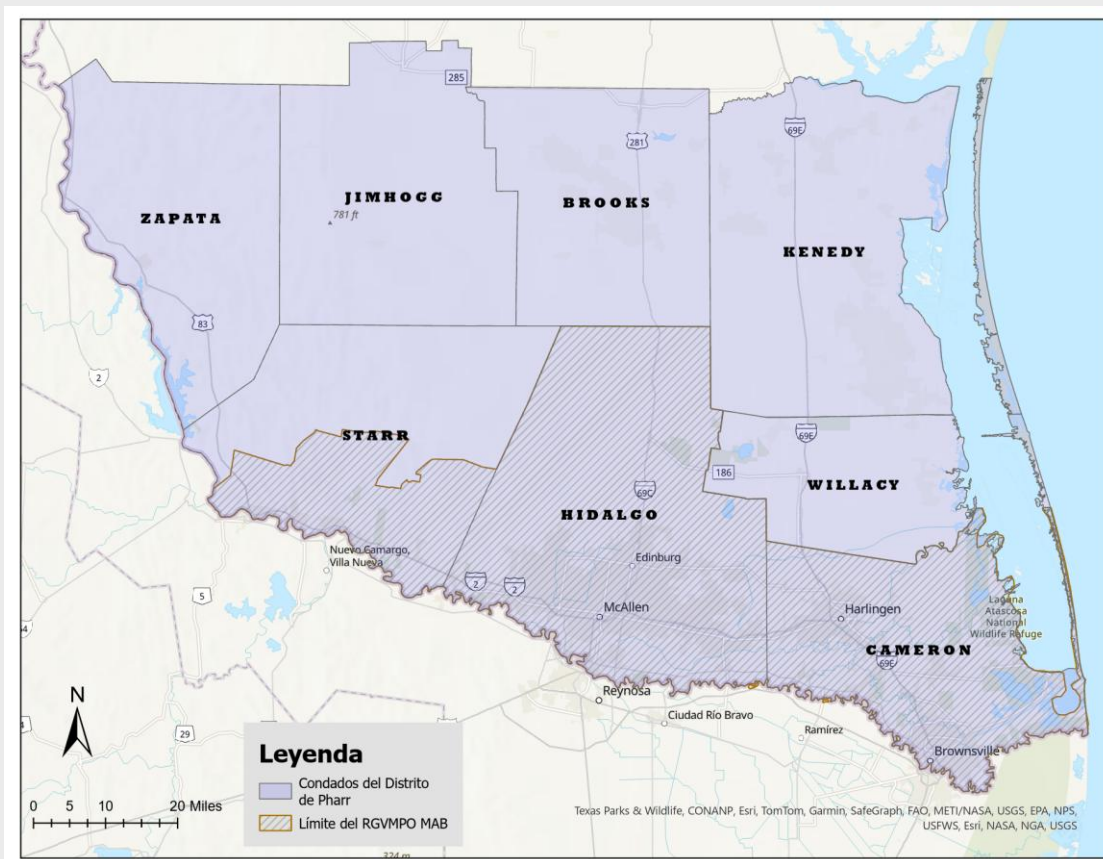 285
69E
281
ZAPATA
JIMHOGG
781 ft
BROOKS
KENEDY
83
2
STARR
69E
186
WILLACY
69C
HIDALGO
Nuevo Camargo,
Villa Nueva
Edinburg
2
2
5
McAllen
Harlingen
Laguna
Atascosa
National
Wildlife Refuge
CAMERON
69E
N
Reynosa
Ciudad Río Bravo
Ramírez
29
Brownsville
Leyenda
Condados del Distrito
de Pharr
Límite del RGVMPO MAB
0 5 10 20 Miles
Texas Parks & Wildlife, CONANP, Esri, TomTom, Garmin, SafeGraph, FAO, METI/NASA, USGS, EPA, NPS,
USFWS, Esri, NASA, NGA, USGS